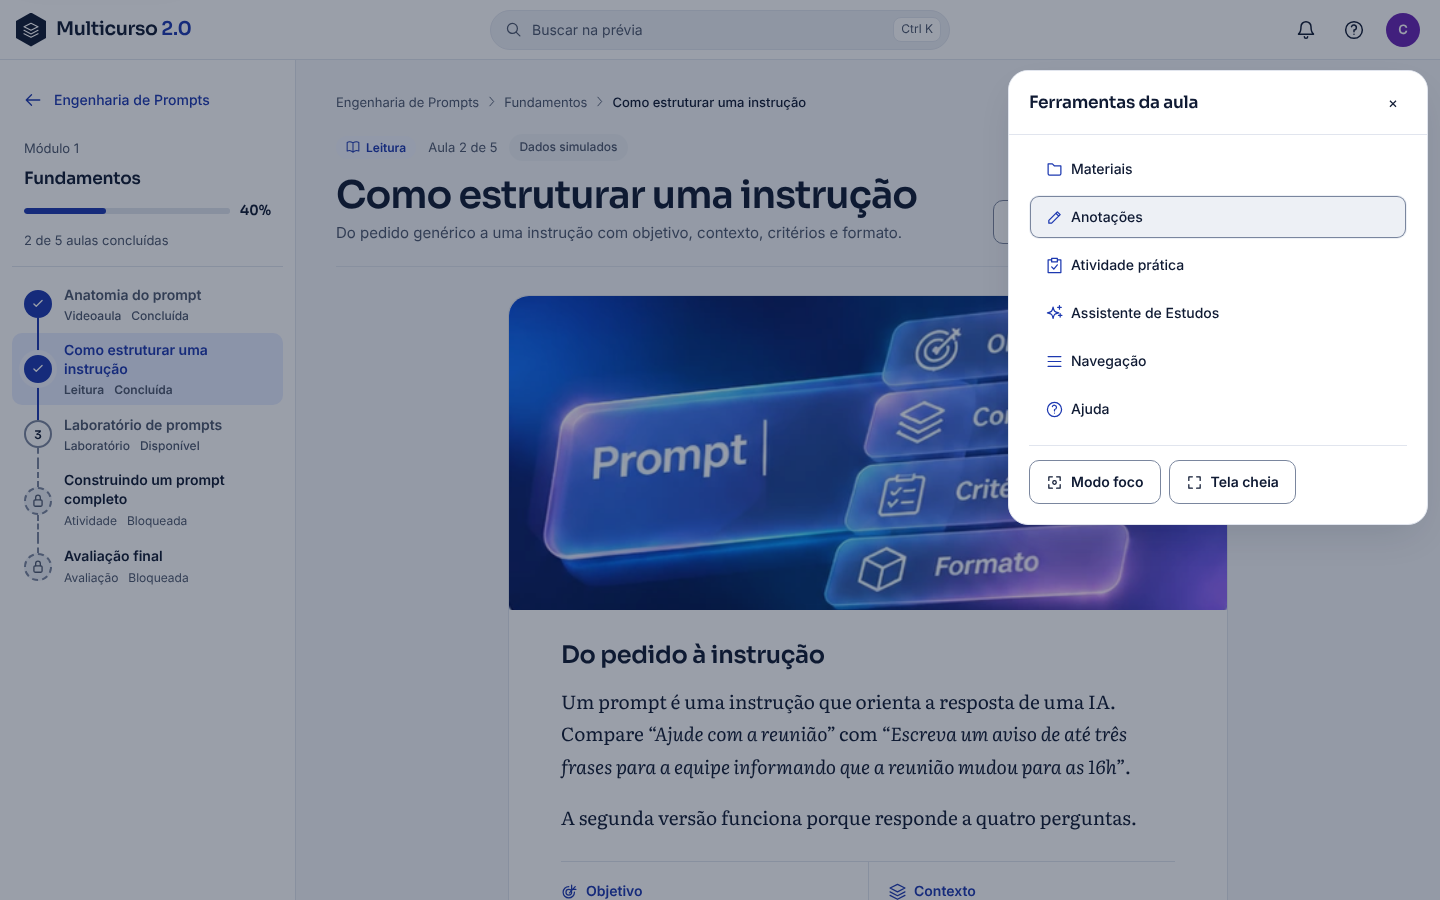 Multicurso 2.0
Buscar na prévia
Ctrl K
C
Engenharia de Prompts
Módulo 1
Fundamentos
40%
2 de 5 aulas concluídas
Anatomia do prompt
Videoaula Concluída
Como estruturar uma
instrução
Leitura Concluída
3
Laboratório de prompts
Laboratório Disponível
Construindo um prompt
completo
Atividade Bloqueada
Avaliação final
Avaliação Bloqueada
Engenharia de Prompts
Fundamentos
Como estruturar uma instrução
Leitura
Aula 2 de 5
Dados simulados
Como estruturar uma instrução
Do pedido genérico a uma instrução com objetivo, contexto, critérios e formato.
Prompt
Formato
Do pedido à instrução
Um prompt é uma instrução que orienta a resposta de uma IA.
Compare “Ajude com a reunião” com “Escreva um aviso de até três
frases para a equipe informando que a reunião mudou para as 16h”.
A segunda versão funciona porque responde a quatro perguntas.
Objetivo
Contexto
Ferramentas da aula
Materiais
Anotações
Atividade prática
Assistente de Estudos
Navegação
Ajuda
Modo foco
Tela cheia